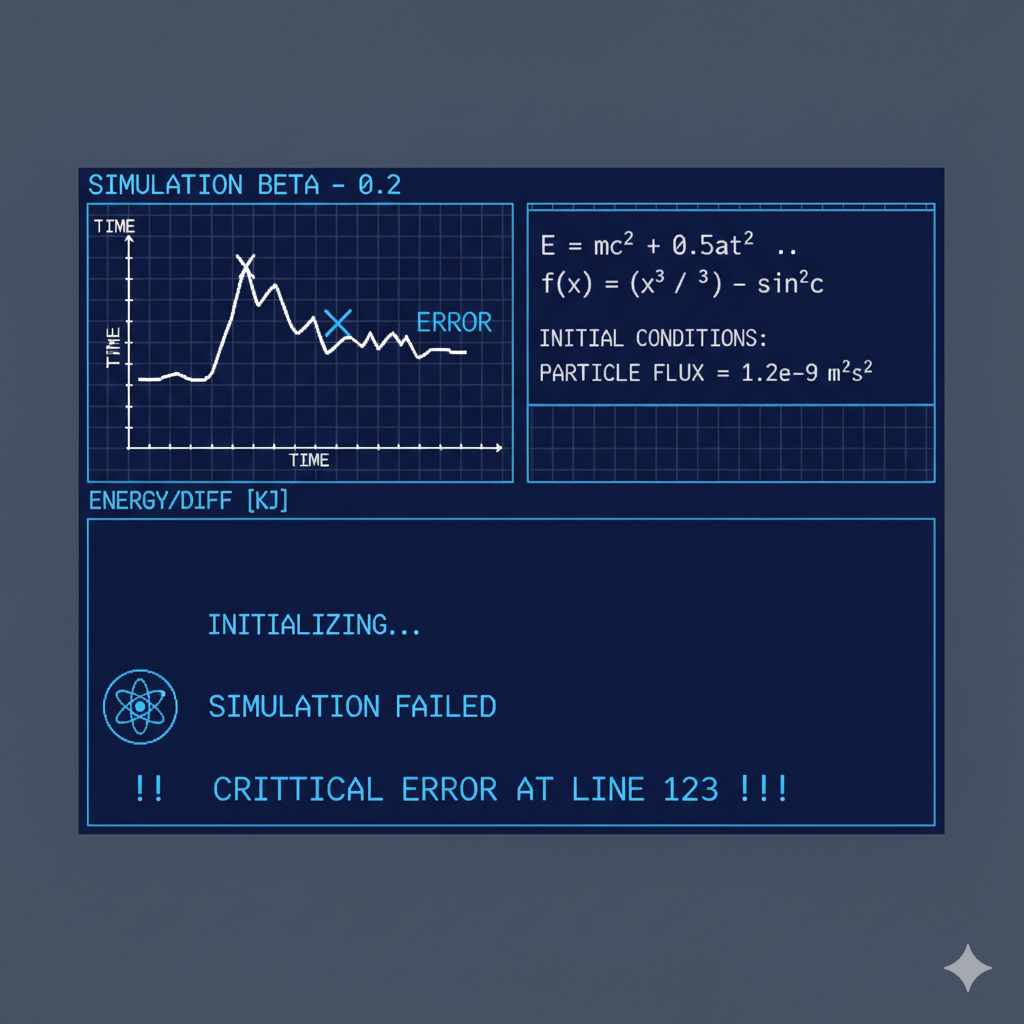 SIMULATION BETA – 0.2
TIME
TIME
ERROR
TIME
E = mc² + 0.5at² ..
f(x) = (x³ / ³) – sin²c
INITIAL CONDITIONS:
PARTICLE FLUX = 1.2e–9 m²s²
ENERGY/DIFF [KJ]
INITIALIZING...
SIMULATION FAILED
!! CRITTICAL ERROR AT LINE 123 !!!